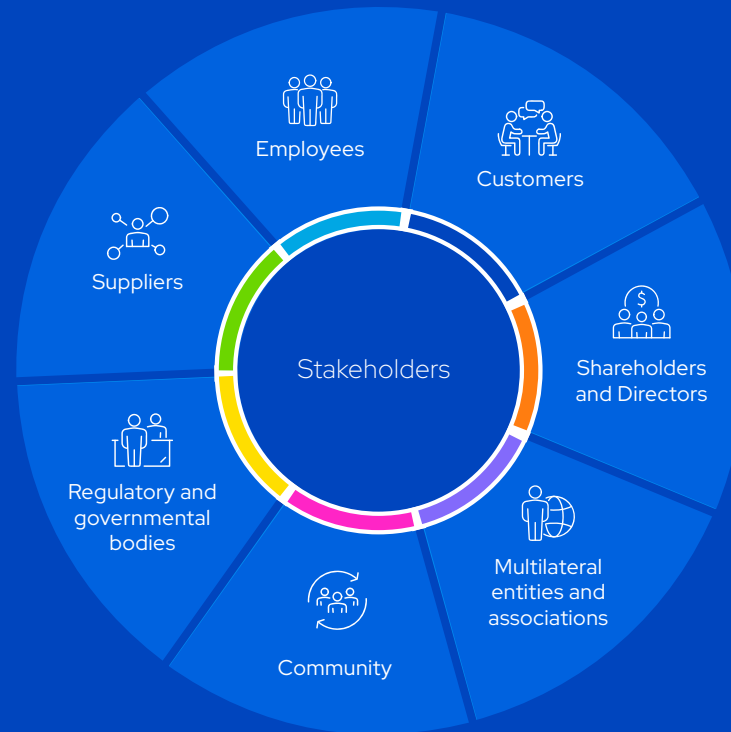 Employees
Customers
Suppliers
$
Shareholders
and Directors
Stakeholders
Regulatory and
governmental
bodies
Multilateral
entities and
associations
Community